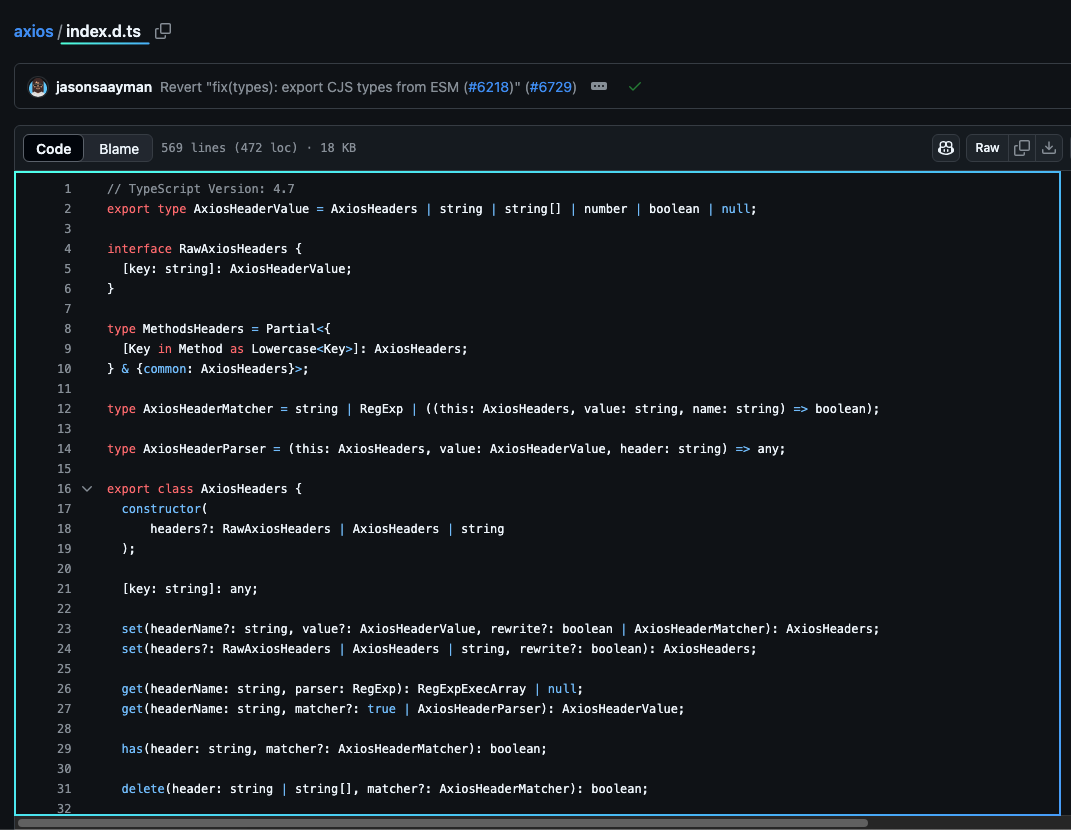 axios / index.d.ts
jasonsaayman Revert "fix(types): export CJS types from ESM (#6218)" (#6729)
Code Blame 569 lines (472 loc) · 18 KB Raw
1 // TypeScript Version: 4.7
2 export type AxiosHeaderValue = AxiosHeaders | string | string[] | number | boolean | null;
3
4 interface RawAxiosHeaders {
5   [key: string]: AxiosHeaderValue;
6 }
7
8 type MethodsHeaders = Partial<{
9   [Key in Method as Lowercase<Key>]: AxiosHeaders;
10 } & {common: AxiosHeaders}>;
11
12 type AxiosHeaderMatcher = string | RegExp | ((this: AxiosHeaders, value: string, name: string) => boolean);
13
14 type AxiosHeaderParser = (this: AxiosHeaders, value: AxiosHeaderValue, header: string) => any;
15
16 export class AxiosHeaders {
17   constructor(
18       headers?: RawAxiosHeaders | AxiosHeaders | string
19   );
20
21   [key: string]: any;
22
23   set(headerName?: string, value?: AxiosHeaderValue, rewrite?: boolean | AxiosHeaderMatcher): AxiosHeaders;
24   set(headers?: RawAxiosHeaders | AxiosHeaders | string, rewrite?: boolean): AxiosHeaders;
25
26   get(headerName: string, parser: RegExp): RegExpExecArray | null;
27   get(headerName: string, matcher?: true | AxiosHeaderParser): AxiosHeaderValue;
28
29   has(header: string, matcher?: AxiosHeaderMatcher): boolean;
30
31   delete(header: string | string[], matcher?: AxiosHeaderMatcher): boolean;
32